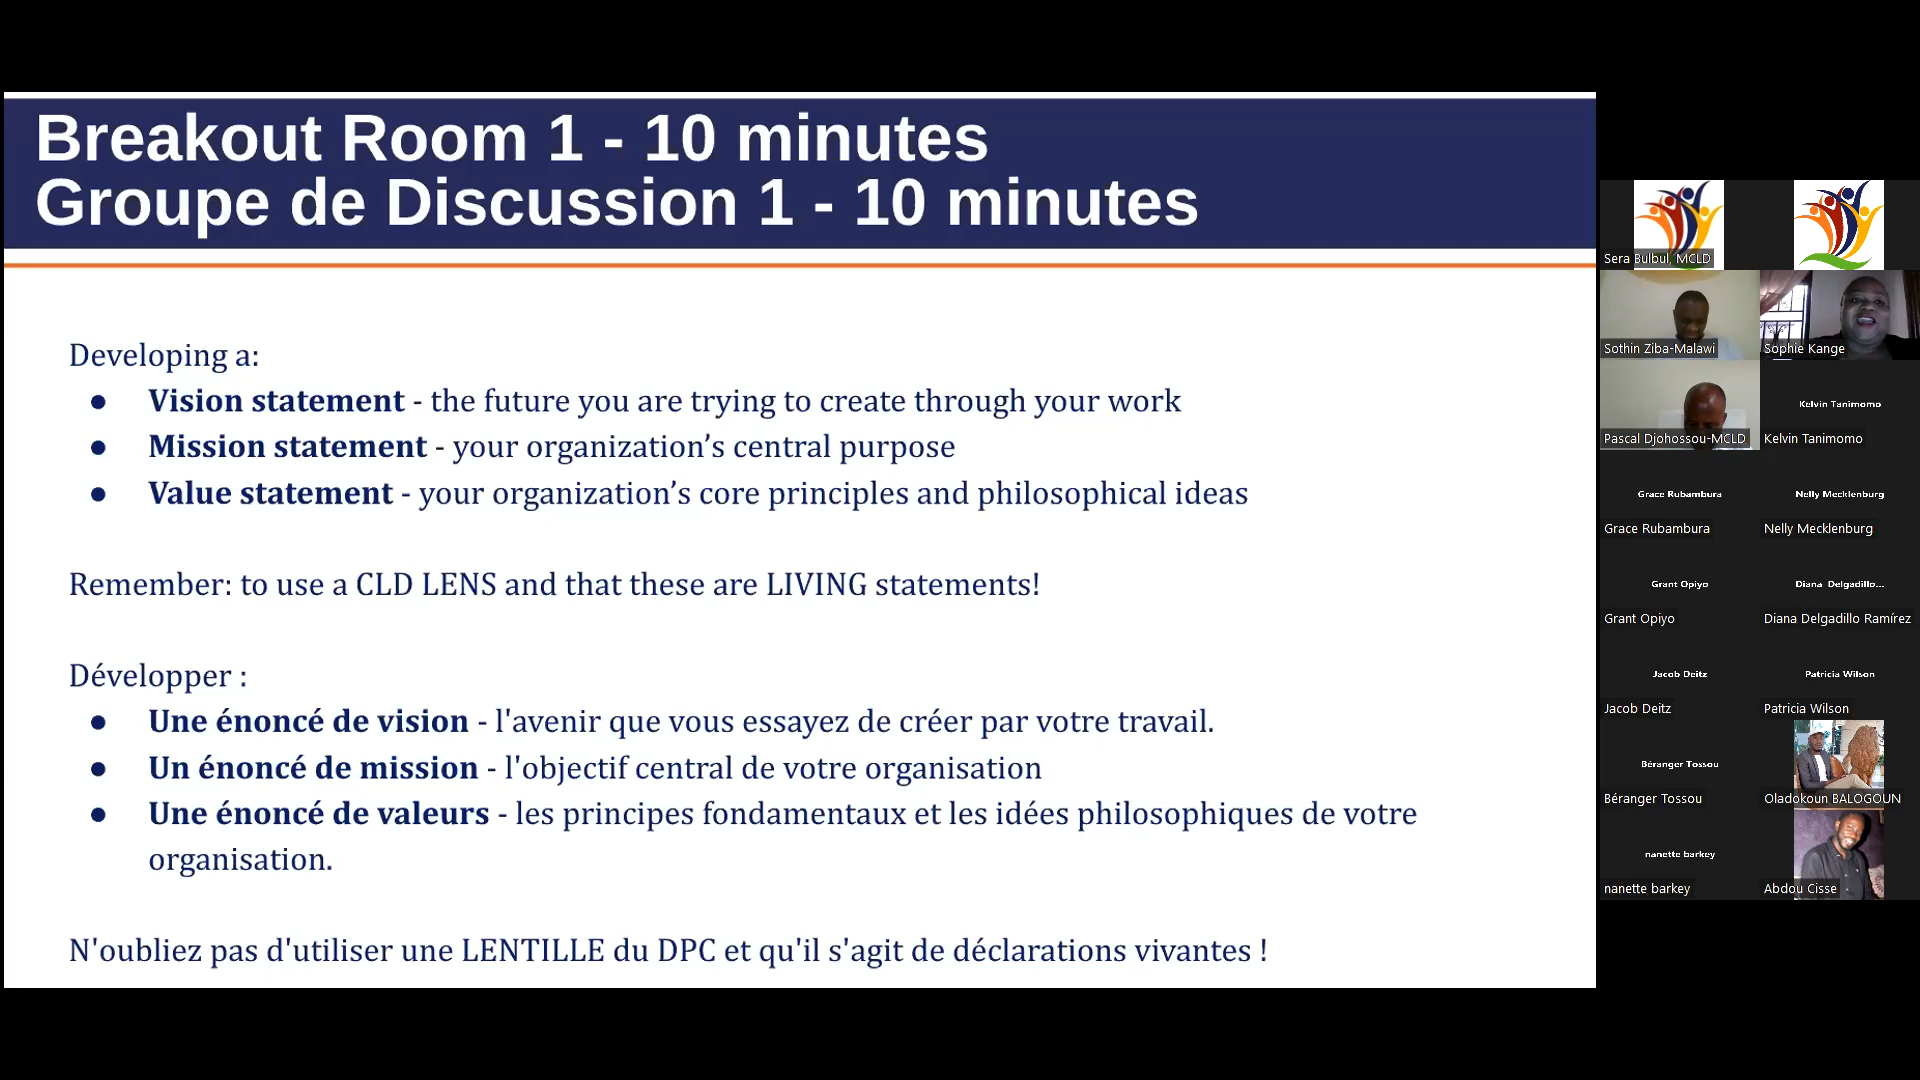 Breakout Room 1 - 10 minutes
Groupe de Discussion 1 - 10 minutes
Developing a:
● Vision statement - the future you are trying to create through your work
● Mission statement - your organization’s central purpose
● Value statement - your organization’s core principles and philosophical ideas
Remember: to use a CLD LENS and that these are LIVING statements!
Développer :
● Une énoncé de vision - l'avenir que vous essayez de créer par votre travail.
● Un énoncé de mission - l'objectif central de votre organisation
● Une énoncé de valeurs - les principes fondamentaux et les idées philosophiques de votre
organisation.
N'oubliez pas d'utiliser une LENTILLE du DPC et qu'il s'agit de déclarations vivantes !
Sera Bulbul, MCLD
Sothin Ziba-Malawi
Sophie Kange
Pascal Djohossou-MCLD
Kelvin Tanimomo
Kelvin Tanimomo
Grace Rubambura
Grace Rubambura
Nelly Mecklenburg
Nelly Mecklenburg
Grant Opiyo
Grant Opiyo
Diana Delgadillo...
Diana Delgadillo Ramírez
Jacob Deitz
Jacob Deitz
Patricia Wilson
Patricia Wilson
Béranger Tossou
Béranger Tossou
Oladokoun BALOGOUN
nanette barkey
nanette barkey
Abdou Cisse